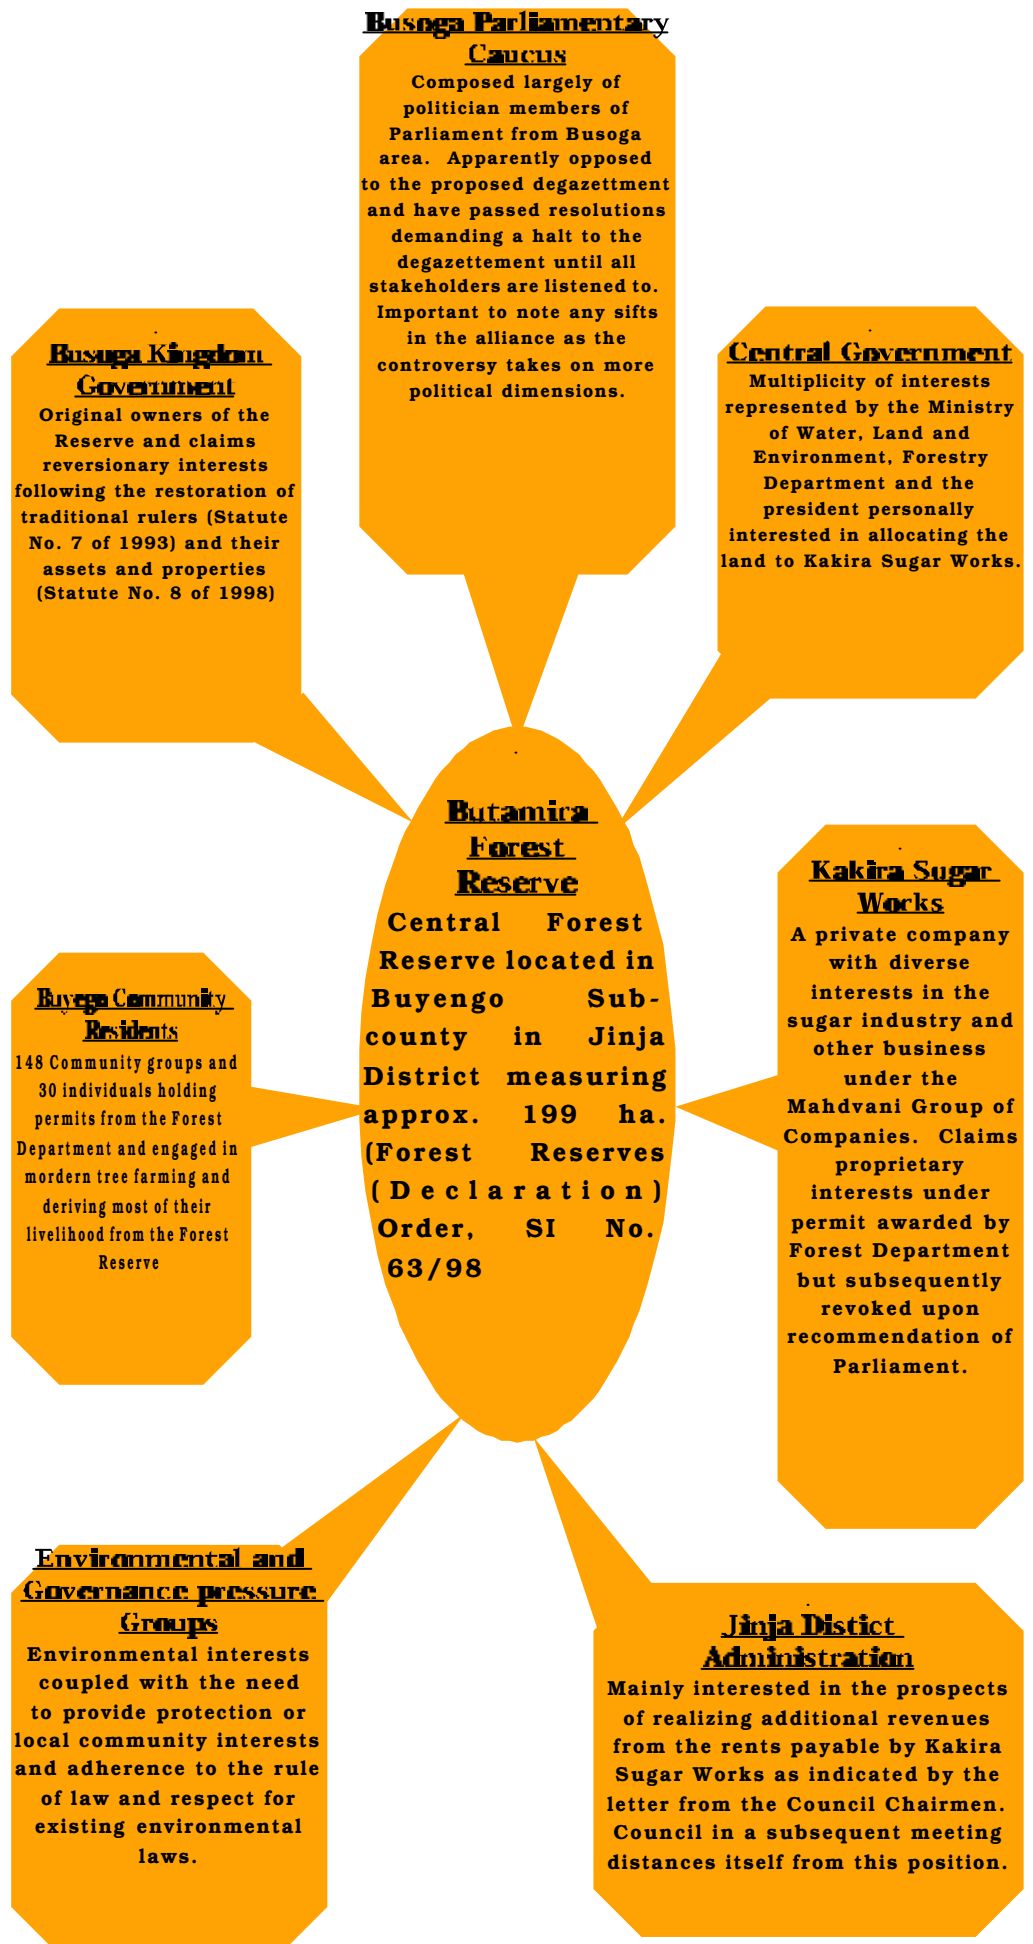 Busoga Parliamentary
Caucus
Composed largely of
politician members of
Parliament from Busoga
area. Apparently opposed
to the proposed degazettment
and have passed resolutions
demanding a halt to the
degazettement until all
stakeholders are listened to.
Important to note any sifts
in the alliance as the
controversy takes on more
political dimensions.
Busoga Kingdom
Government
Original owners of the
Reserve and claims
reversionary interests
following the restoration of
traditional rulers (Statute
No. 7 of 1993) and their
assets and properties
(Statute No. 8 of 1998)
Central Government
Multiplicity of interests
represented by the Ministry
of Water, Land and
Environment, Forestry
Department and the
president personally
interested in allocating the
land to Kakira Sugar Works.
Butamira
Forest
Reserve
Central Forest
Reserve located in
Buyengo Sub-
county in Jinja
District measuring
approx. 199 ha.
(Forest Reserves
(Declaration)
Order, SI No.
63/98
Kakira Sugar
Works
A private company
with diverse
interests in the
sugar industry and
other business
under the
Mahdvani Group of
Companies. Claims
proprietary
interests under
permit awarded by
Forest Department
but subsequently
revoked upon
recommendation of
Parliament.
Buyego Community
Residents
148 Community groups and
30 individuals holding
permits from the Forest
Department and engaged in
mordern tree farming and
deriving most of their
livelihood from the Forest
Reserve
Environmental and
Governance pressure
Groups
Environmental interests
coupled with the need
to provide protection or
local community interests
and adherence to the rule
of law and respect for
existing environmental
laws.
Jinja Distict
Administration
Mainly interested in the prospects
of realizing additional revenues
from the rents payable by Kakira
Sugar Works as indicated by the
letter from the Council Chairmen.
Council in a subsequent meeting
distances itself from this position.